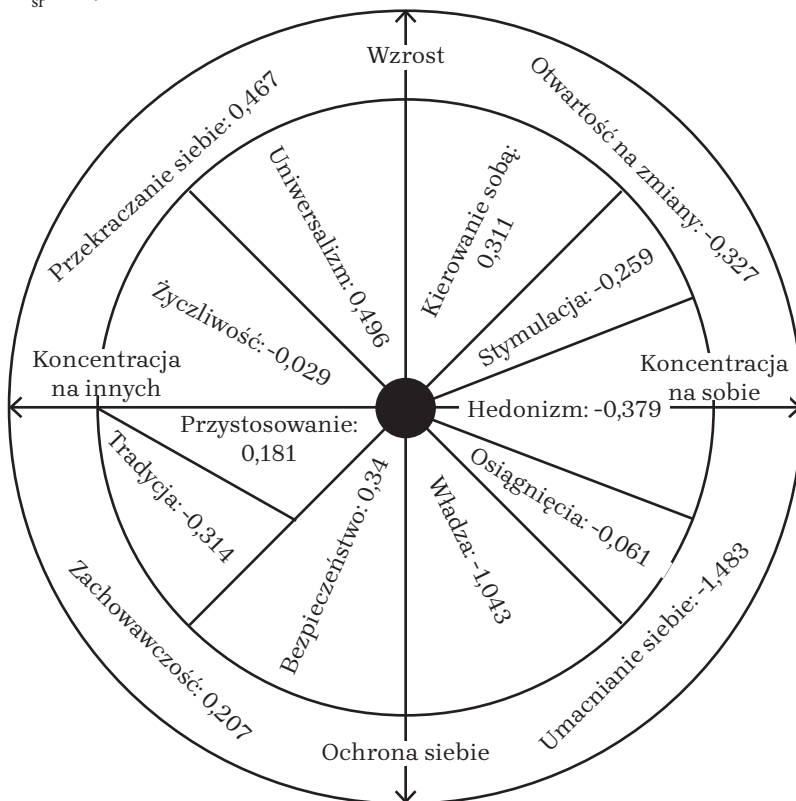 śr
Wzrost
Przekraczanie siebie: 0,467
Otwartość na zmiany: -0,327
Uniwersalizm: 0,496
Kierowanie sobą:
0,311
Życzliwość: -0,029
Stymulacja: -0,259
Koncentracja
na innych
Koncentracja
na sobie
Hedonizm: -0,379
Przystosowanie:
0,181
Tradycja: -0,314
Bezpieczeństwo: 0,34
Władza: -1,043
Osiągnięcia: -0,061
Zachowawczość: 0,207
Umacnianie siebie: -1,483
Ochrona siebie